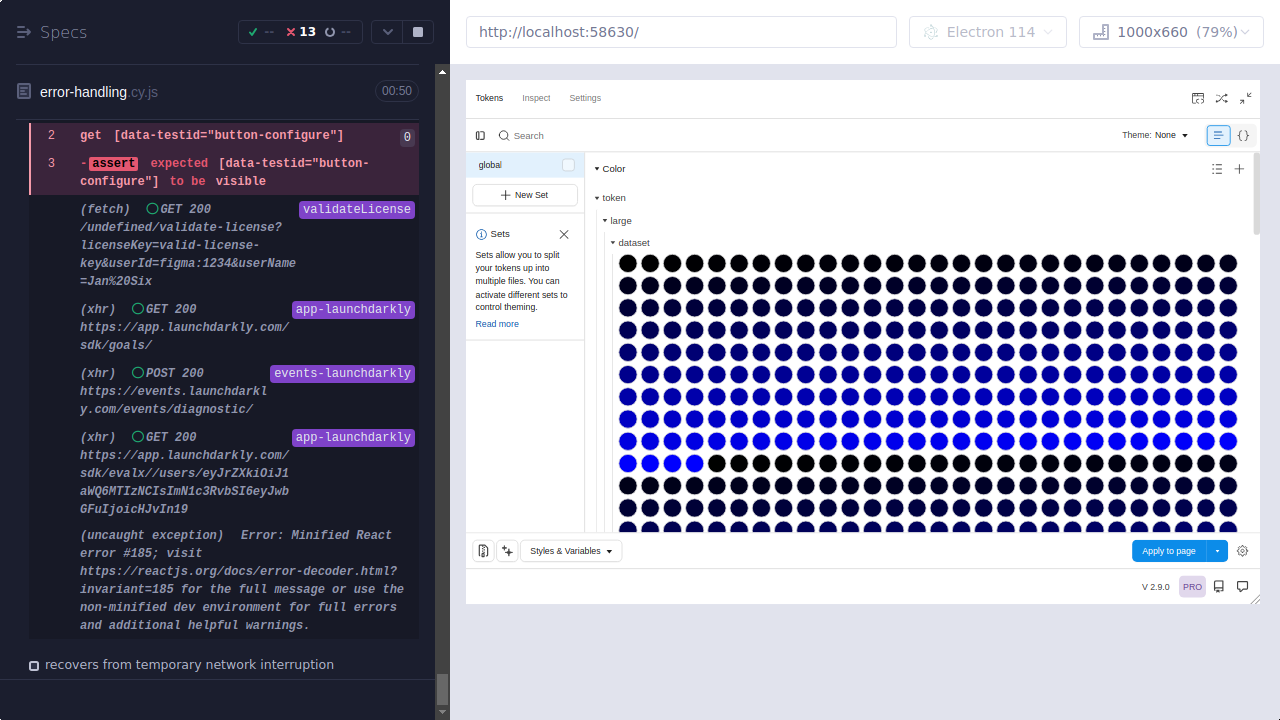 Specs
--
13
--
error-handling.cy.js
00:50
2 get [data-testid="button-configure"] 0
3 -assert expected [data-testid="button-
configure"] to be visible
(fetch) GET 200 validateLicense
/undefined/validate-license?
licenseKey=valid-license-
key&userId=figma:1234&userName
=Jan%20Six
(xhr) GET 200 app-launchdarkly
https://app.launchdarkly.com/
sdk/goals/
(xhr) POST 200 events-launchdarkly
https://events.launchdarkl
y.com/events/diagnostic/
(xhr) GET 200 app-launchdarkly
https://app.launchdarkly.com/
sdk/evalx//users/eyJrZXkiOiJ1
aWQ6MTIzNCIsImN1c3RvbSI6eyJwb
GFuIjoicHJvIn19
(uncaught exception) Error: Minified React
error #185; visit
https://reactjs.org/docs/error-decoder.html?
invariant=185 for the full message or use the
non-minified dev environment for full errors
and additional helpful warnings.
recovers from temporary network interruption
http://localhost:58630/
Electron 114
1000x660 (79%)
Tokens Inspect Settings
Search
Theme: None
{}
global
New Set
Sets
Sets allow you to split
your tokens up into
multiple files. You can
activate different sets to
control theming.
Read more
Color
token
large
dataset
Styles & Variables
Apply to page
V 2.9.0 PRO